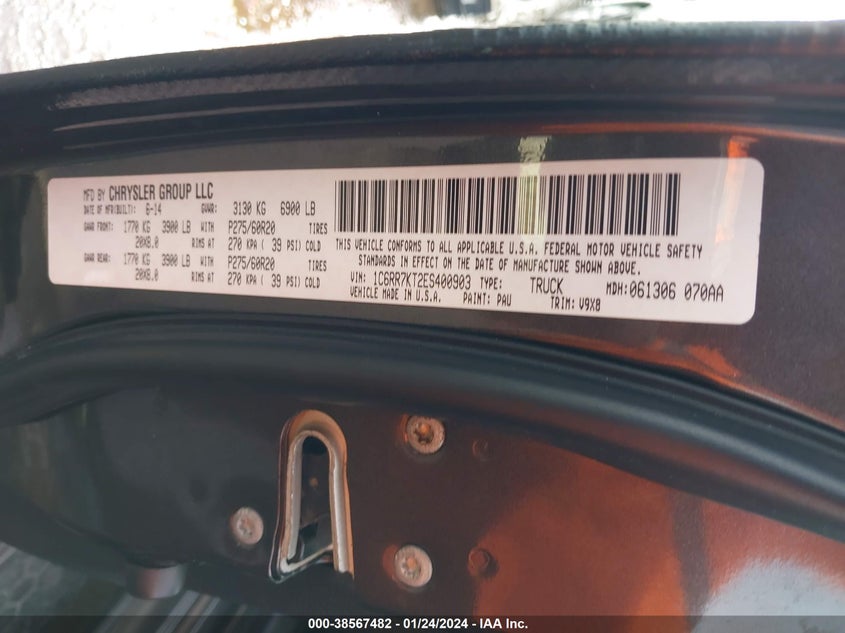 MFD BY CHRYSLER GROUP LLC
DATE OF MFR(BUILT): 6-14 GVWR: 3130 KG 6900 LB
GAWR FRONT: 1770 KG 3900 LB WITH P275/60R20 TIRES
20X8.0 RIMS AT 270 KPA ( 39 PSI) COLD
GAWR REAR: 1770 KG 3900 LB WITH P275/60R20 TIRES
20X8.0 RIMS AT 270 KPA ( 39 PSI) COLD
THIS VEHICLE CONFORMS TO ALL APPLICABLE U.S.A. FEDERAL MOTOR VEHICLE SAFETY
STANDARDS IN EFFECT ON THE DATE OF MANUFACTURE SHOWN ABOVE.
VIN: 1C6RR7KT2ES400903 TYPE: TRUCK MDH: 061306 070AA
VEHICLE MADE IN U.S.A. PAINT: PAU TRIM: V9X8
000-38567482 - 01/24/2024 - IAA Inc.